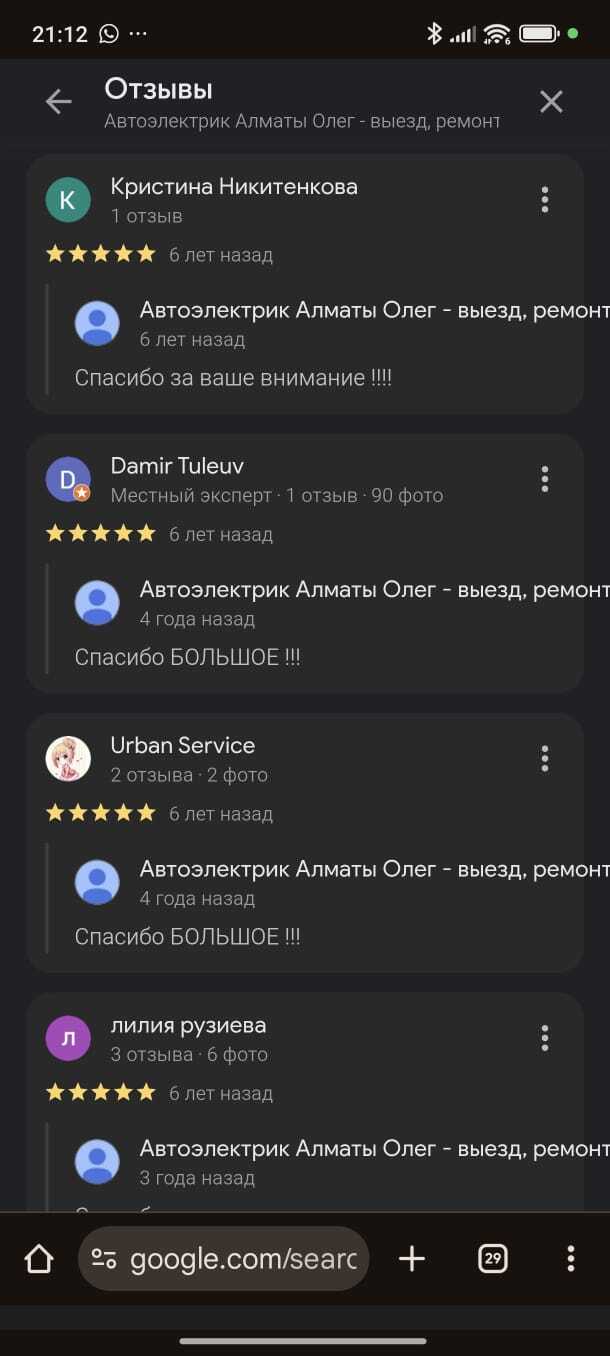 21:12
Отзывы
Автоэлектрик Алматы Олег - выезд, ремонт
К
Кристина Никитенкова
1 отзыв
6 лет назад
Автоэлектрик Алматы Олег - выезд, ремонт
6 лет назад
Спасибо за ваше внимание !!!!
D
Damir Tuleuv
Местный эксперт · 1 отзыв · 90 фото
6 лет назад
Автоэлектрик Алматы Олег - выезд, ремонт
4 года назад
Спасибо БОЛЬШОЕ !!!
Urban Service
2 отзыва · 2 фото
6 лет назад
Автоэлектрик Алматы Олег - выезд, ремонт
4 года назад
Спасибо БОЛЬШОЕ !!!
л
лилия рузиева
3 отзыва · 6 фото
6 лет назад
Автоэлектрик Алматы Олег - выезд, ремонт
3 года назад
google.com/searc
29